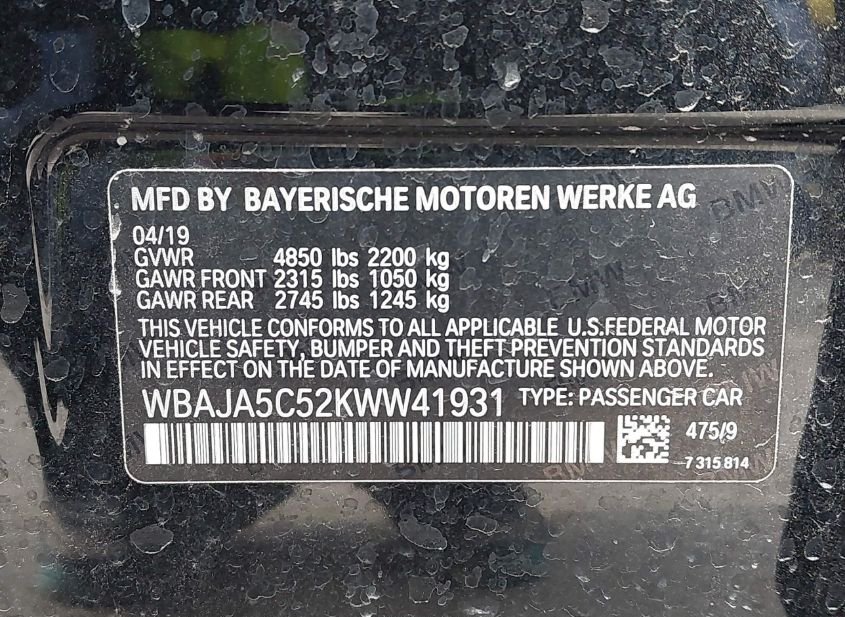 MFD BY BAYERISCHE MOTOREN WERKE AG
04/19
GVWR 4850 lbs 2200 kg
GAWR FRONT 2315 lbs 1050 kg
GAWR REAR 2745 lbs 1245 kg
THIS VEHICLE CONFORMS TO ALL APPLICABLE U.S.FEDERAL MOTOR
VEHICLE SAFETY, BUMPER AND THEFT PREVENTION STANDARDS
IN EFFECT ON THE DATE OF MANUFACTURE SHOWN ABOVE.
WBAJA5C52KWW41931 TYPE: PASSENGER CAR
475/9
7 315 814